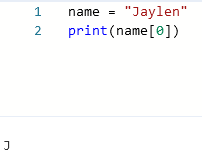 1 name = "Jaylen"
2 print(name[0])
J